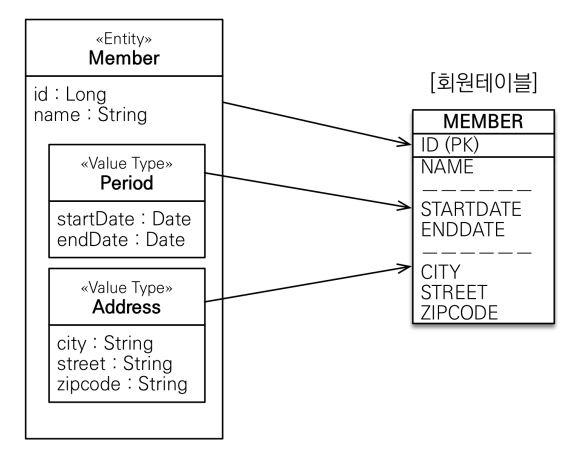 «Entity»
Member
id : Long
name : String
«Value Type»
Period
startDate : Date
endDate : Date
«Value Type»
Address
city : String
street : String
zipcode : String
[회원테이블]
MEMBER
ID (PK)
NAME
STARTDATE
ENDDATE
CITY
STREET
ZIPCODE